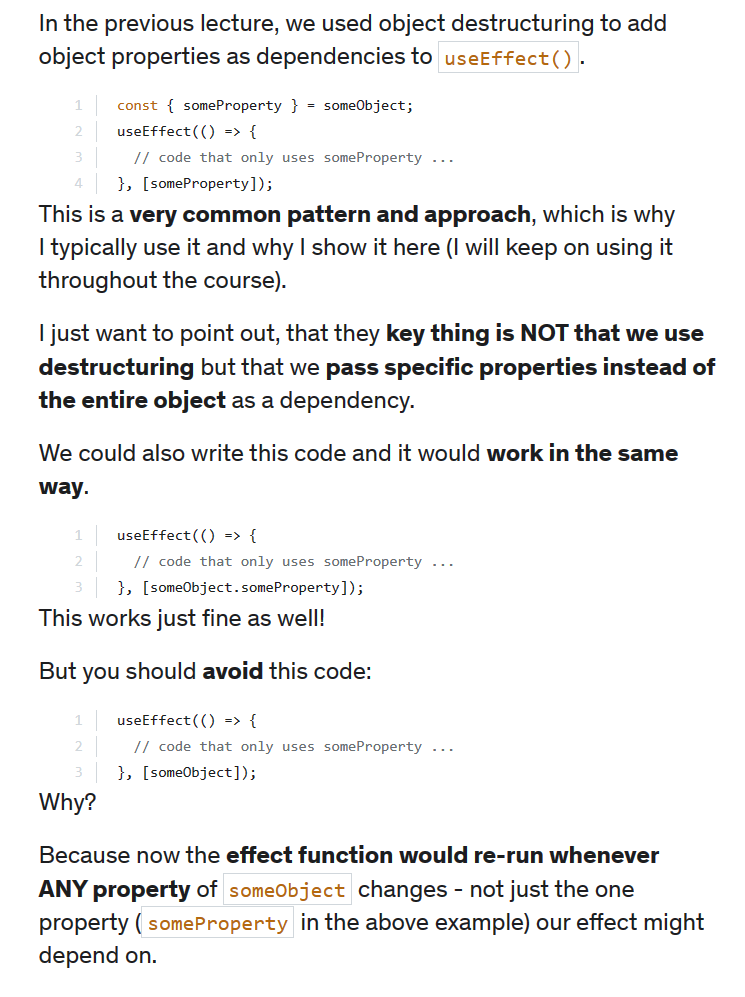 In the previous lecture, we used object destructuring to add
object properties as dependencies to useEffect().
1 const { someProperty } = someObject;
2 useEffect(() => {
3   // code that only uses someProperty ...
4 }, [someProperty]);
This is a very common pattern and approach, which is why
I typically use it and why I show it here (I will keep on using it
throughout the course).
I just want to point out, that they key thing is NOT that we use
destructuring but that we pass specific properties instead of
the entire object as a dependency.
We could also write this code and it would work in the same
way.
1 useEffect(() => {
2   // code that only uses someProperty ...
3 }, [someObject.someProperty]);
This works just fine as well!
But you should avoid this code:
1 useEffect(() => {
2   // code that only uses someProperty ...
3 }, [someObject]);
Why?
Because now the effect function would re-run whenever
ANY property of someObject changes - not just the one
property (someProperty in the above example) our effect might
depend on.